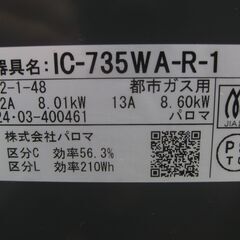 器具名: IC-735WA-R-1
2-1-48 都市ガス用
2A 8.01kW 13A 8.60kW
24.03-400461 パロマ
株式会社パロマ
区分C 効率56.3%
区分L 効率210Wh
JIA
PS